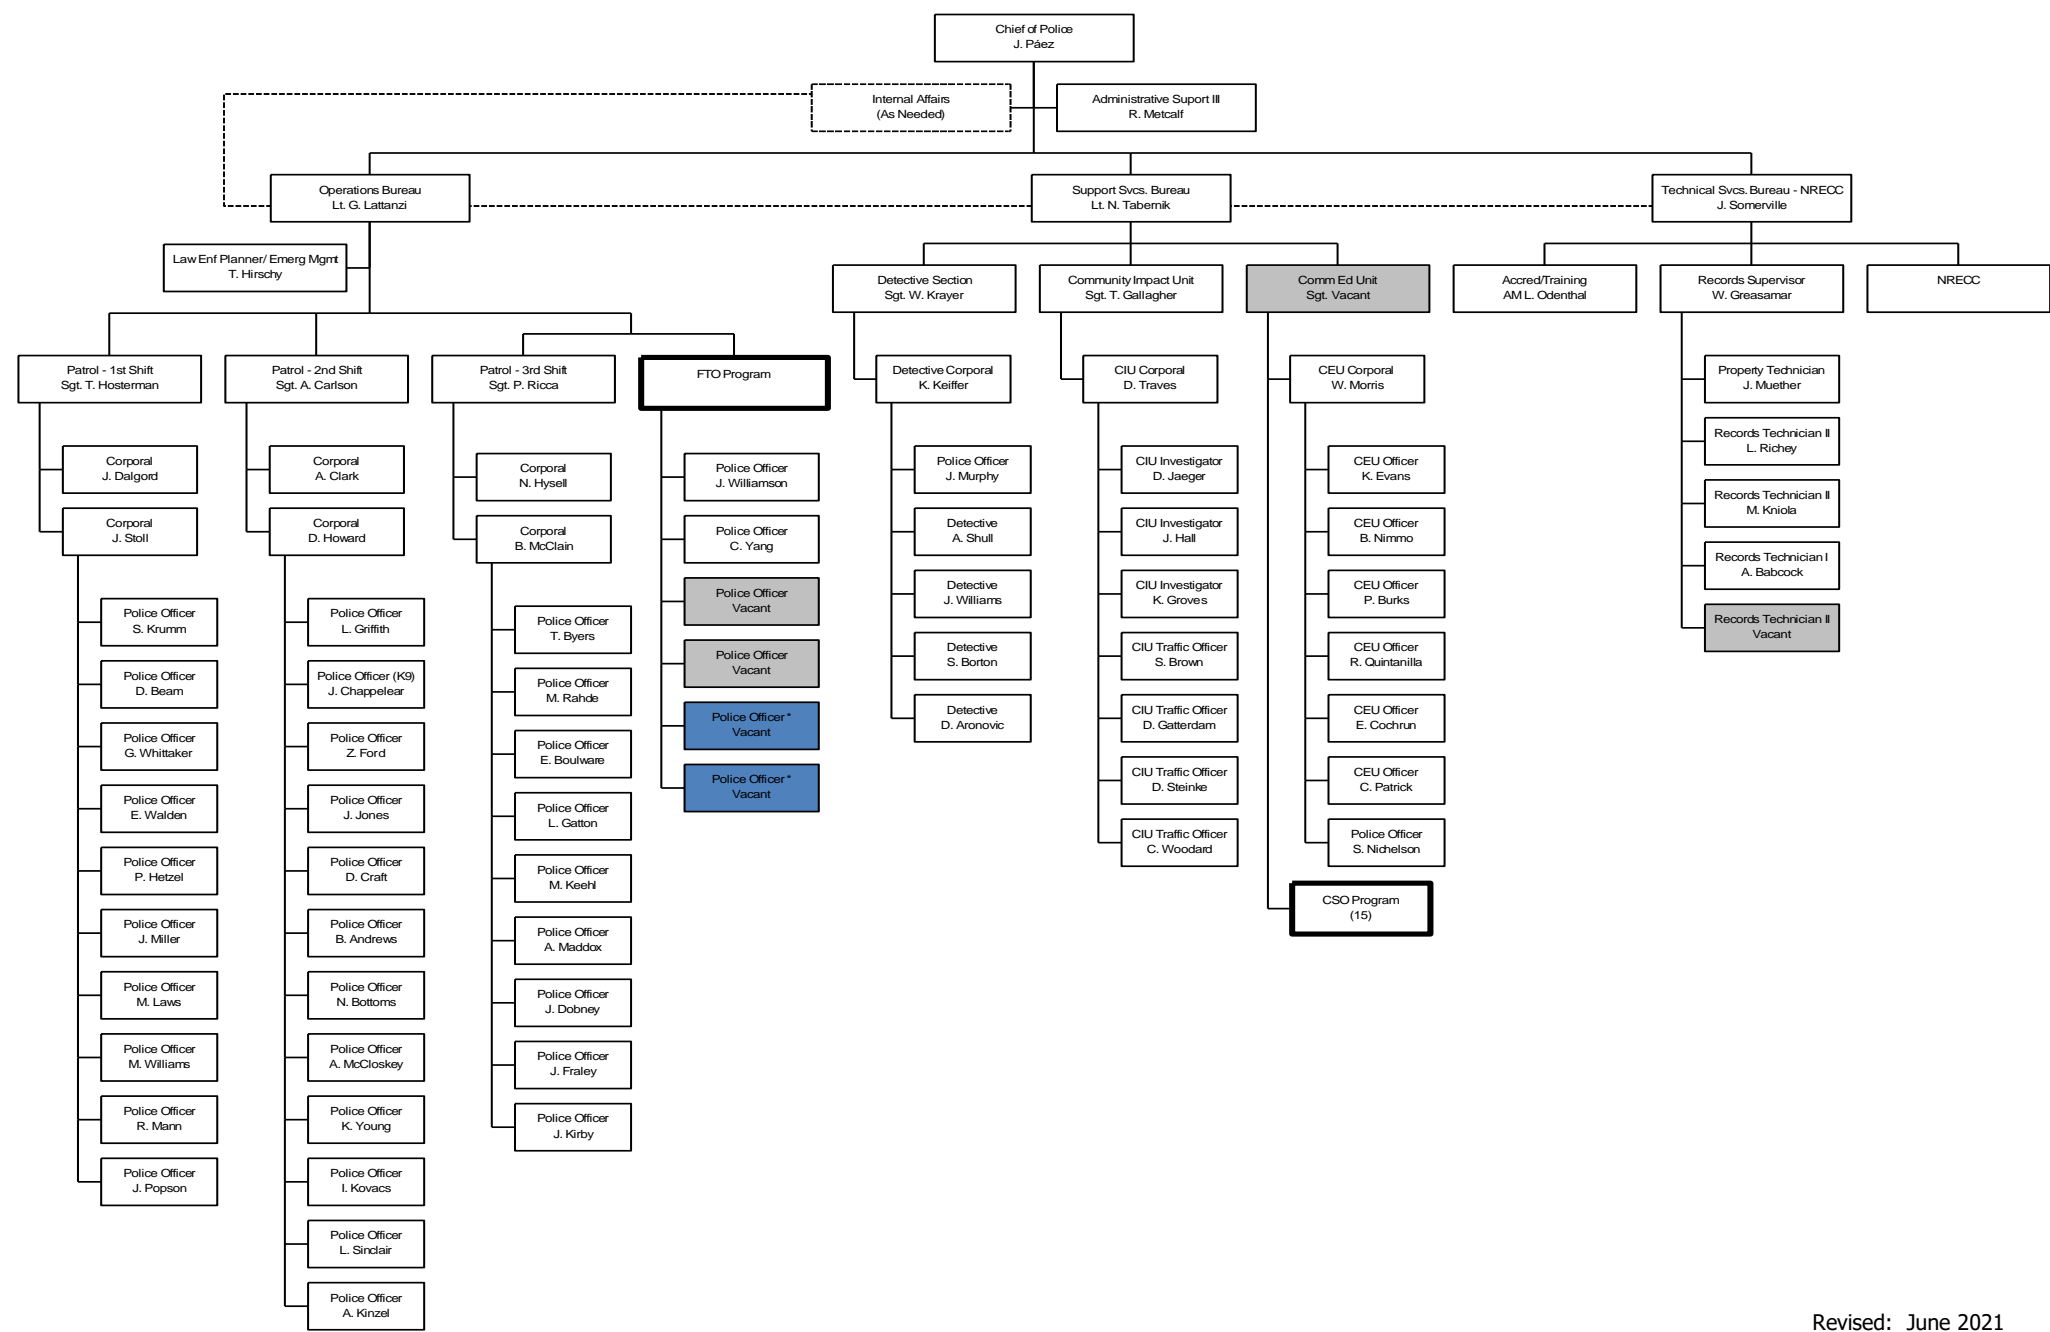 Chief of Police
J. Páez
Internal Affairs
(As Needed)
Administrative Suport III
R. Metcalf
Operations Bureau
Lt. G. Lattanzi
Support Svcs. Bureau
Lt. N. Tabernik
Technical Svcs. Bureau - NRECC
J. Somerville
Law Enf Planner/ Emerg Mgmt
T. Hirschy
Detective Section
Sgt. W. Krayer
Community Impact Unit
Sgt. T. Gallagher
Comm Ed Unit
Sgt. Vacant
Accred/Training
AM L. Odenthal
Records Supervisor
W. Greasamar
NRECC
Patrol - 1st Shift
Sgt. T. Hosterman
Patrol - 2nd Shift
Sgt. A. Carlson
Patrol - 3rd Shift
Sgt. P. Ricca
FTO Program
Detective Corporal
K. Keiffer
CIU Corporal
D. Traves
CEU Corporal
W. Morris
Corporal
J. Dalgord
Corporal
J. Stoll
Police Officer
S. Krumm
Police Officer
D. Beam
Police Officer
G. Whittaker
Police Officer
E. Walden
Police Officer
P. Hetzel
Police Officer
J. Miller
Police Officer
M. Laws
Police Officer
M. Williams
Police Officer
R. Mann
Police Officer
J. Popson
Corporal
A. Clark
Corporal
D. Howard
Police Officer
L. Griffith
Police Officer (K9)
J. Chappelear
Police Officer
Z. Ford
Police Officer
J. Jones
Police Officer
D. Craft
Police Officer
B. Andrews
Police Officer
N. Bottoms
Police Officer
A. McCloskey
Police Officer
K. Young
Police Officer
I. Kovacs
Police Officer
L. Sinclair
Police Officer
A. Kinzel
Corporal
N. Hysell
Corporal
B. McClain
Police Officer
T. Byers
Police Officer
M. Rahde
Police Officer
E. Boulware
Police Officer
L. Gatton
Police Officer
M. Keehl
Police Officer
A. Maddox
Police Officer
J. Dobney
Police Officer
J. Fraley
Police Officer
J. Kirby
Police Officer
J. Williamson
Police Officer
C. Yang
Police Officer
Vacant
Police Officer
Vacant
Police Officer *
Vacant
Police Officer *
Vacant
Police Officer
J. Murphy
Detective
A. Shull
Detective
J. Williams
Detective
S. Borton
Detective
D. Aronovic
CIU Investigator
D. Jaeger
CIU Investigator
J. Hall
CIU Investigator
K. Groves
CIU Traffic Officer
S. Brown
CIU Traffic Officer
D. Gatterdam
CIU Traffic Officer
D. Steinke
CIU Traffic Officer
C. Woodard
CEU Officer
K. Evans
CEU Officer
B. Nimmo
CEU Officer
P. Burks
CEU Officer
R. Quintanilla
CEU Officer
E. Cochrun
CEU Officer
C. Patrick
Police Officer
S. Nichelson
CSO Program
(15)
Property Technician
J. Muether
Records Technician II
L. Richey
Records Technician II
M. Kniola
Records Technician I
A. Babcock
Records Technician II
Vacant
Revised: June 2021